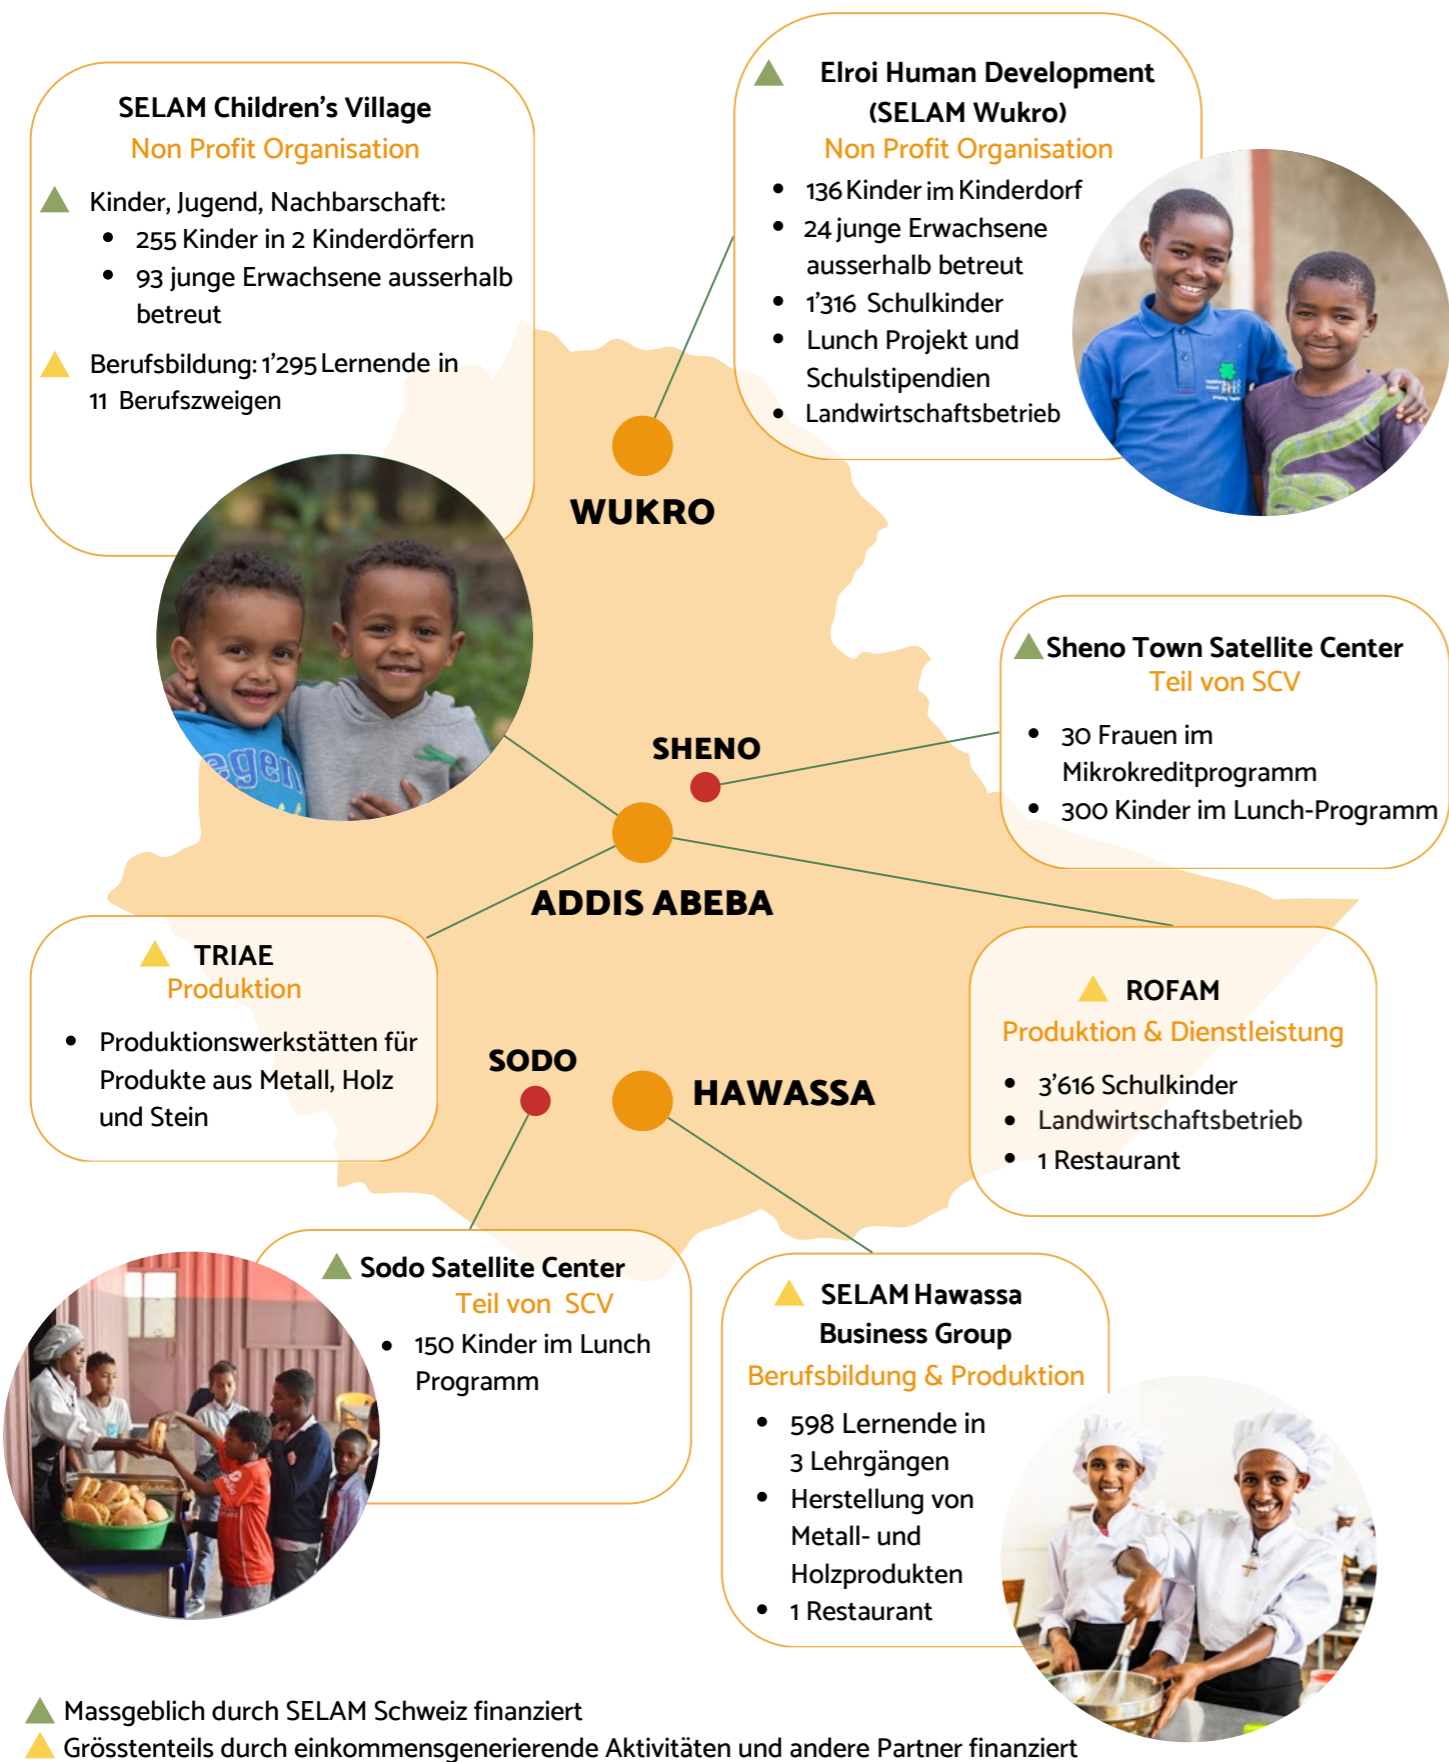 SELAM Children's Village
Non Profit Organisation
Kinder, Jugend, Nachbarschaft:
• 255 Kinder in 2 Kinderdörfern
• 93 junge Erwachsene ausserhalb
betreut
Berufsbildung: 1'295 Lernende in
11 Berufszweigen
Elroi Human Development
(SELAM Wukro)
Non Profit Organisation
• 136 Kinder im Kinderdorf
• 24 junge Erwachsene
ausserhalb betreut
• 1'316 Schulkinder
• Lunch Projekt und
Schulstipendien
• Landwirtschaftsbetrieb
WUKRO
Sheno Town Satellite Center
Teil von SCV
• 30 Frauen im
Mikrokreditprogramm
• 300 Kinder im Lunch-Programm
SHENO
ADDIS ABEBA
TRIAE
Produktion
• Produktionswerkstätten für
Produkte aus Metall, Holz
und Stein
ROFAM
Produktion & Dienstleistung
• 3'616 Schulkinder
• Landwirtschaftsbetrieb
• 1 Restaurant
SODO
HAWASSA
Sodo Satellite Center
Teil von SCV
• 150 Kinder im Lunch
Programm
SELAM Hawassa
Business Group
Berufsbildung & Produktion
• 598 Lernende in
3 Lehrgängen
• Herstellung von
Metall- und
Holzprodukten
• 1 Restaurant
Massgeblich durch SELAM Schweiz finanziert
Grösstenteils durch einkommensgenerierende Aktivitäten und andere Partner finanziert